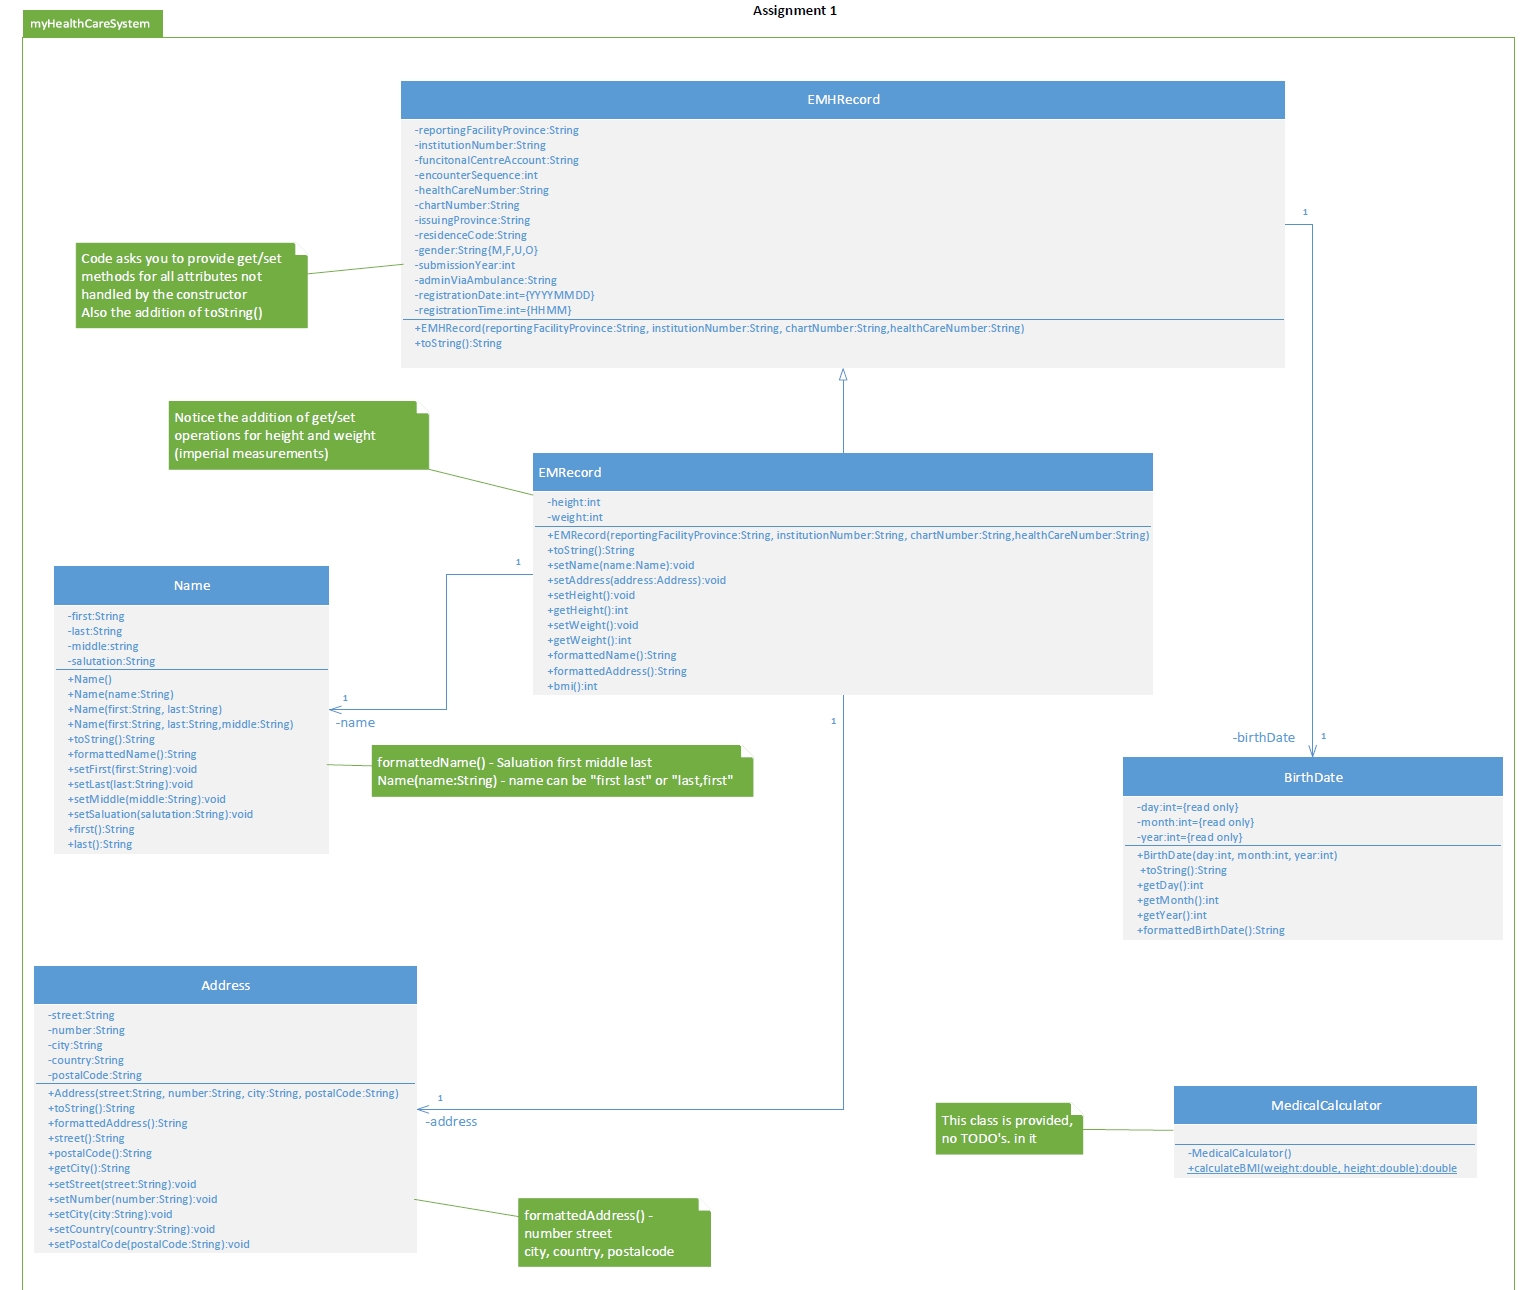 Assignment 1
myHealthCareSystem
EMHRecord
-reportingFacilityProvince:String
-institutionNumber:String
-funcitonalCentreAccount:String
-encounterSequence:int
-healthCareNumber:String
-chartNumber:String
-issuingProvince:String
-residenceCode:String
-gender:String{M,F,U,O}
-submissionYear:int
-adminViaAmbulance:String
-registrationDate:int={YYYYMMDD}
-registrationTime:int={HHMM}
+EMHRecord(reportingFacilityProvince:String, institutionNumber:String, chartNumber:String,healthCareNumber:String)
+toString():String
1
Code asks you to provide get/set
methods for all attributes not
handled by the constructor
Also the addition of toString()
Notice the addition of get/set
operations for height and weight
(imperial measurements)
EMRecord
-height:int
-weight:int
+EMRecord(reportingFacilityProvince:String, institutionNumber:String, chartNumber:String,healthCareNumber:String)
+toString():String
+setName(name:Name):void
+setAddress(address:Address):void
+setHeight():void
+getHeight():int
+setWeight():void
+getWeight():int
+formattedName():String
+formattedAddress():String
+bmi():int
1
1
Name
-first:String
-last:String
-middle:string
-salutation:String
+Name()
+Name(name:String)
+Name(first:String, last:String)
+Name(first:String, last:String,middle:String)
+toString():String
+formattedName():String
+setFirst(first:String):void
+setLast(last:String):void
+setMiddle(middle:String):void
+setSaluation(salutation:String):void
+first():String
+last():String
1
-name
formattedName() - Saluation first middle last
Name(name:String) - name can be "first last" or "last,first"
-birthDate
1
BirthDate
-day:int={read only}
-month:int={read only}
-year:int={read only}
+BirthDate(day:int, month:int, year:int)
+toString():String
+getDay():int
+getMonth():int
+getYear():int
+formattedBirthDate():String
Address
-street:String
-number:String
-city:String
-country:String
-postalCode:String
+Address(street:String, number:String, city:String, postalCode:String)
+toString():String
+formattedAddress():String
+street():String
+postalCode():String
+getCity():String
+setStreet(street:String):void
+setNumber(number:String):void
+setCity(city:String):void
+setCountry(country:String):void
+setPostalCode(postalCode:String):void
1
-address
formattedAddress() -
number street
city, country, postalcode
This class is provided,
no TODO's. in it
MedicalCalculator
-MedicalCalculator()
+calculateBMI(weight:double, height:double):double